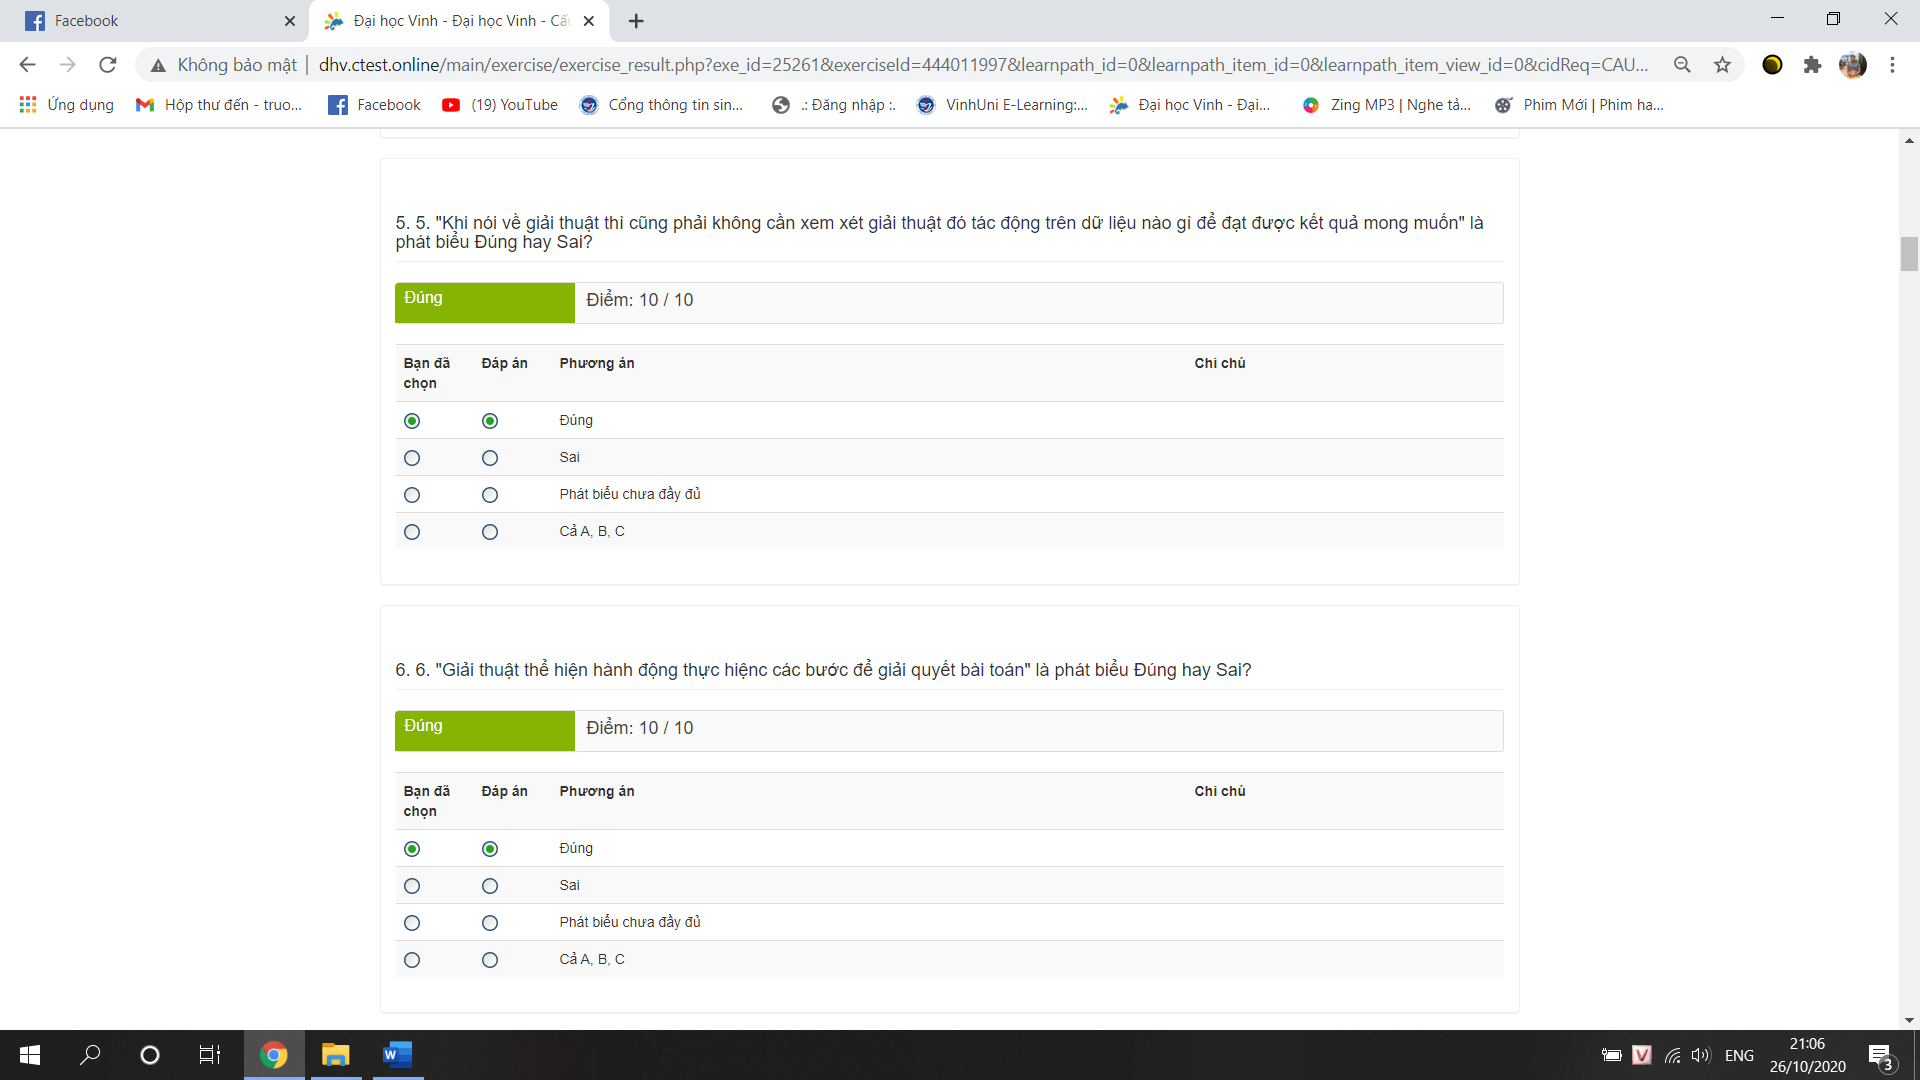 Facebook
Đại học Vinh - Đại học Vinh - Cấ
Không bảo mật | dhv.ctest.online/main/exercise/exercise_result.php?exe_id=25261&exerciseId=444011997&learnpath_id=0&learnpath_item_id=0&learnpath_item_view_id=0&cidReq=CAU...
Ứng dụng Hộp thư đến - truo... Facebook (19) YouTube Cổng thông tin sin... .: Đăng nhập :. VinhUni E-Learning:... Đại học Vinh - Đại... Zing MP3 | Nghe tả... Phim Mới | Phim ha...
5. 5. "Khi nói về giải thuật thì cũng phải không cần xem xét giải thuật đó tác động trên dữ liệu nào gì để đạt được kết quả mong muốn" là
phát biểu Đúng hay Sai?
Đúng
Điểm: 10 / 10
Bạn đã chọn Đáp án Phương án Chi chú
Đúng
Sai
Phát biểu chưa đầy đủ
Cả A, B, C
6. 6. "Giải thuật thể hiện hành động thực hiệnc các bước để giải quyết bài toán" là phát biểu Đúng hay Sai?
Đúng
Điểm: 10 / 10
Bạn đã chọn Đáp án Phương án Chi chú
Đúng
Sai
Phát biểu chưa đầy đủ
Cả A, B, C
ENG
21:06
26/10/2020
3